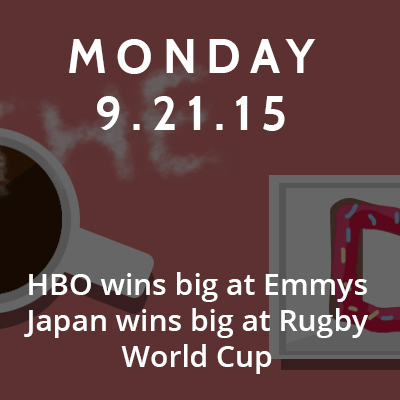 MONDAY
9.21.15
HBO wins big at Emmys
Japan wins big at Rugby
World Cup